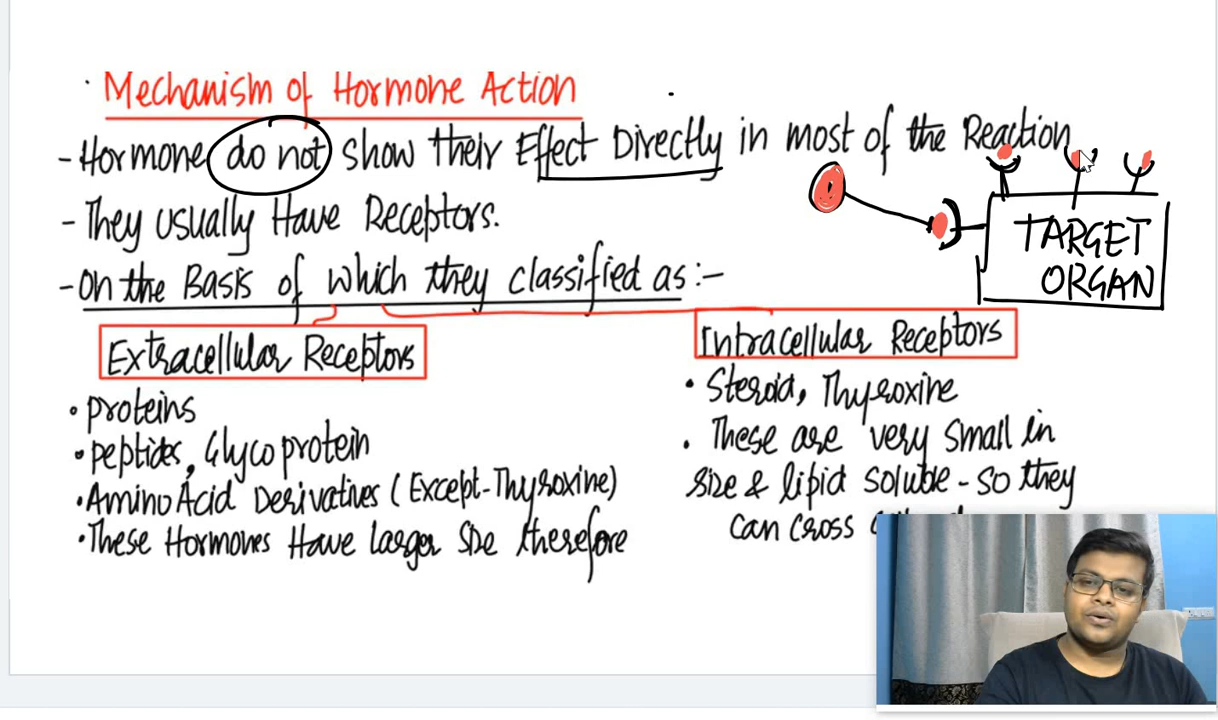 Mechanism of Hormone Action
- Hormone do not show their Effect Directly in most of the Reaction
- They usually Have Receptors.
- On the Basis of which they classified as :-
TARGET
ORGAN
Extracellular Receptors
• Proteins
• Peptides, Glycoprotein
• Amino Acid Derivatives (Except-Thyroxine)
• These Hormones Have larger Size therefore
Intracellular Receptors
• Steroid, Thyroxine
• These are very small in
size & lipid soluble - so they
can cross